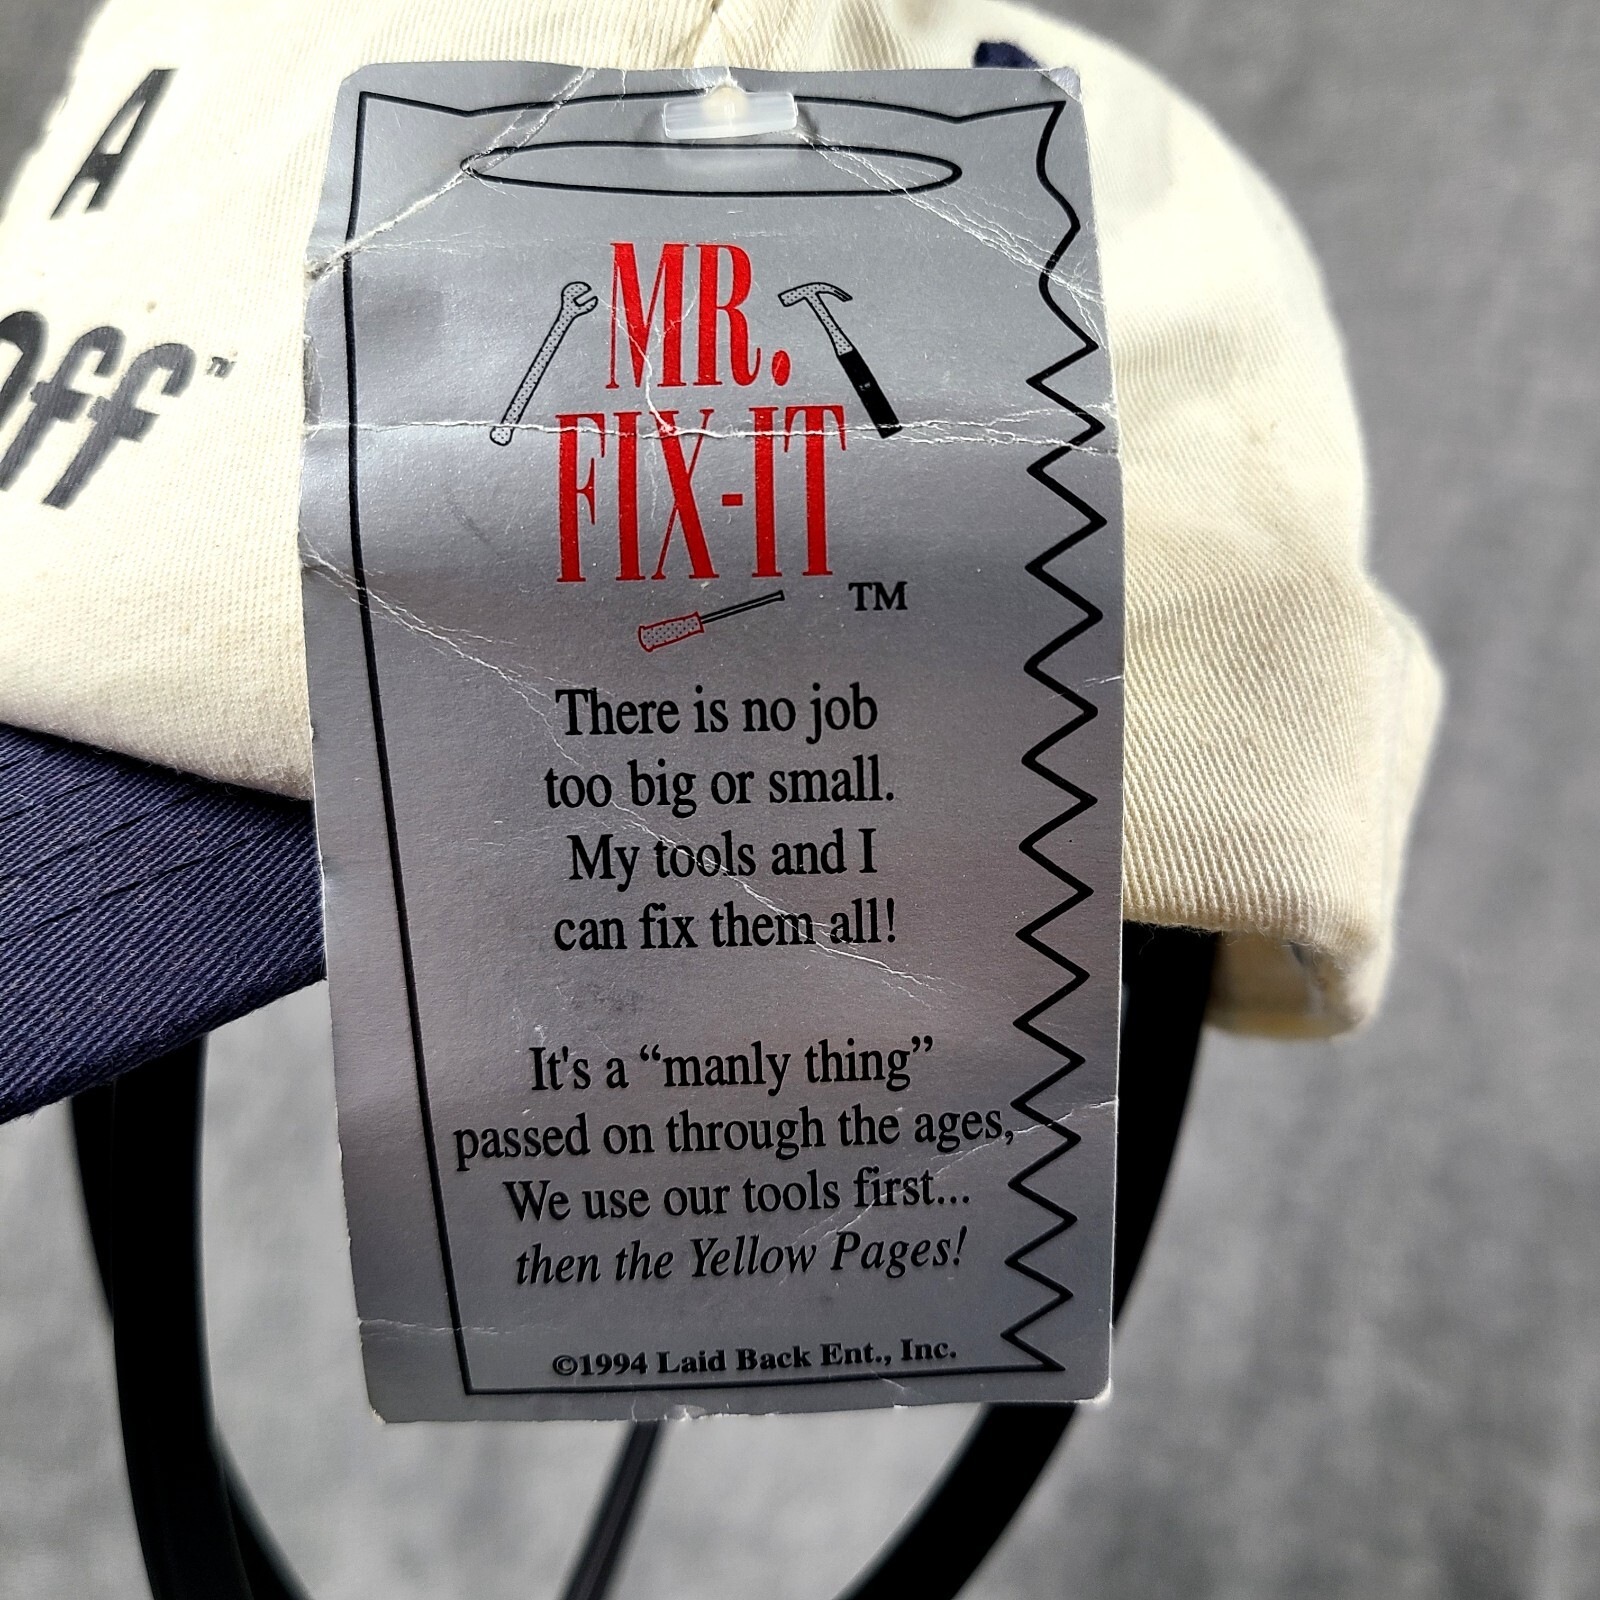 A
off"
MR.
FIX-IT
TM
There is no job
too big or small.
My tools and I
can fix them all!
It's a “manly thing”
passed on through the ages,
We use our tools first...
then the Yellow Pages!
©1994 Laid Back Ent., Inc.